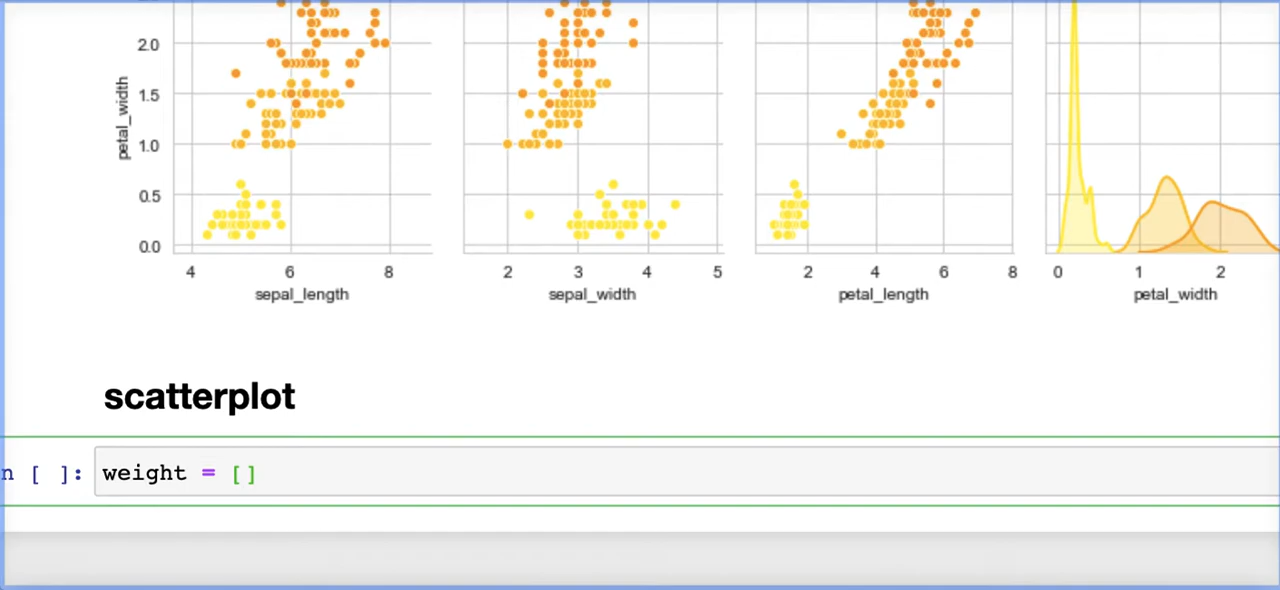 2.0
1.5
1.0
0.5
0.0
petal_width
4 6 8
2 3 4 5
2 4 6 8
0 1 2
sepal_length
sepal_width
petal_length
petal_width
scatterplot
n [ ]: weight = []